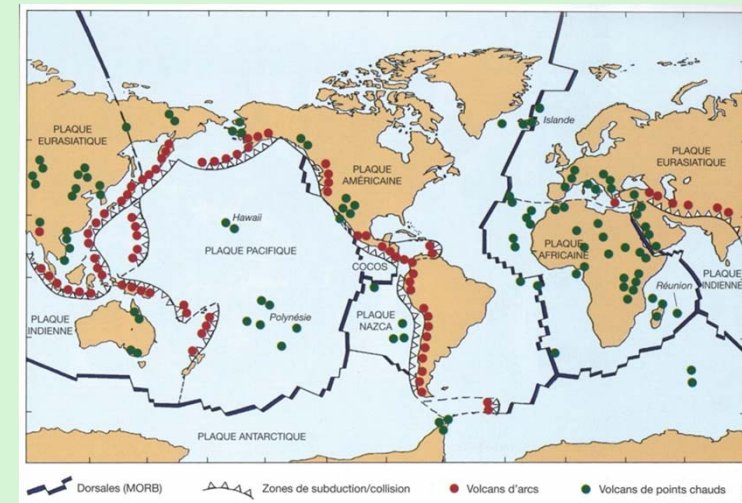 Islande
PLAQUE
EURASIATIQUE
PLAQUE
EURASIATIQUE
PLAQUE
AMÉRICAINE
Hawaii
PLAQUE PACIFIQUE
PLAQUE
AFRICAINE
COCOS
PLAQUE
INDIENNE
Réunion
PLAQUE
INDIENNE
PLAQUE
NAZCA
Polynésie
PLAQUE ANTARCTIQUE
Dorsales (MORB)
Zones de subduction/collision
Volcans d'arcs
Volcans de points chauds